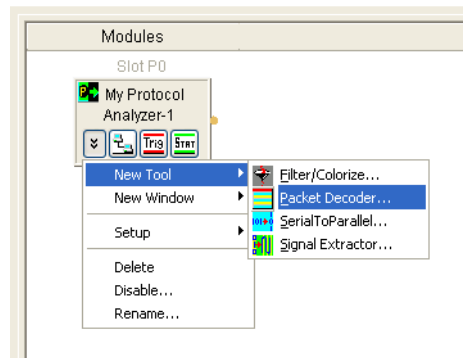 Modules
Slot P0
My Protocol
Analyzer-1
Trig
STAT
New Tool
New Window
Setup
Delete
Disable...
Rename...
Filter/Colorize...
Packet Decoder...
SerialToParallel...
Signal Extractor...